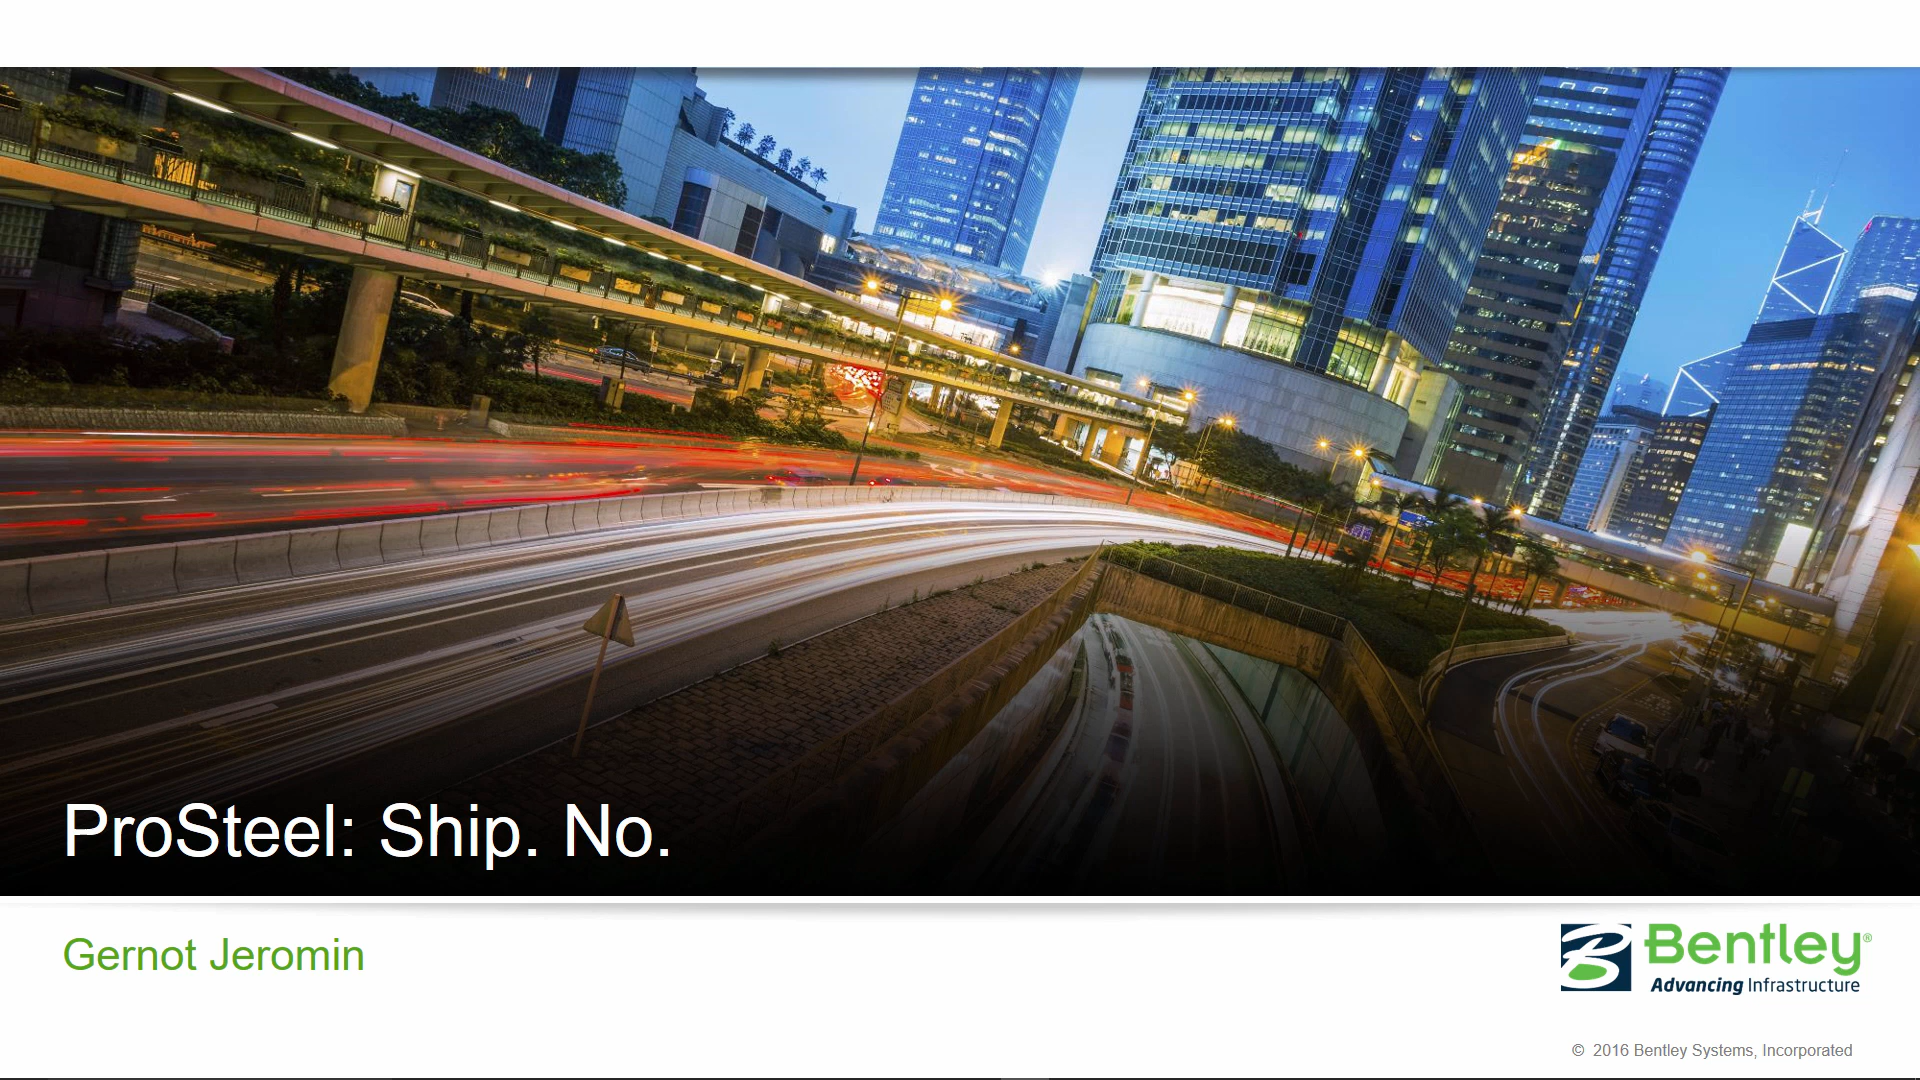 ProSteel: Ship. No.
Gernot Jeromin
Bentley®
Advancing Infrastructure
© 2016 Bentley Systems, Incorporated